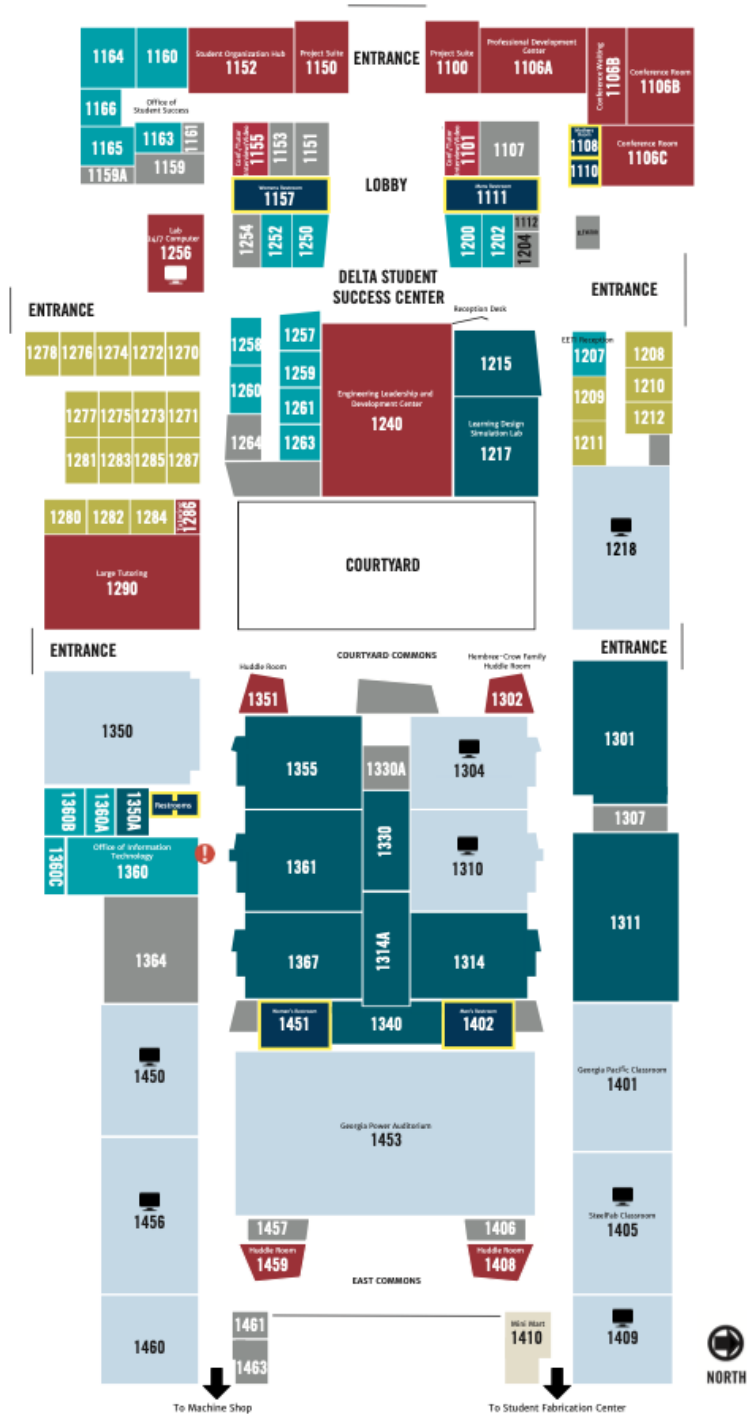 1164
1160
Student Organization Hub
1152
Project Suite
1150
ENTRANCE
Project Suite
1100
Professional Development
Center
1106A
Conference Waiting
1106B
Conference Room
1106B
1166
Office of
Student Success
1165
1163
1161
1159A
1159
Conf./Tutor
Interview/Video
1155
1153
1151
Conf./Tutor
Interview/Video
1101
1107
1108
1110
Conference Room
1106C
Womens Restroom
1157
LOBBY
Mens Restroom
1111
Lab
24/7 Computer
1256
1254
1252
1250
1200
1202
1112
1204
DELTA STUDENT
SUCCESS CENTER
ENTRANCE
ENTRANCE
Reception Desk
1278
1276
1274
1272
1270
1258
1257
1260
1259
1261
1264
1263
Engineering Leadership and
Development Center
1240
1215
Learning Design
Simulation Lab
1217
EETI Reception
1207
1208
1209
1210
1211
1212
1277
1275
1273
1271
1281
1283
1285
1287
1280
1282
1284
Tutoring
1286
Large Tutoring
1290
COURTYARD
1218
ENTRANCE
COURTYARD COMMONS
ENTRANCE
Huddle Room
1351
Hembree-Crow Family
Huddle Room
1302
1350
1355
1330A
1304
1301
1360B
1360A
1350A
Restrooms
1330
1307
Office of Information
Technology
1360
1360C
!
1361
1310
1311
1364
1367
1314A
1314
Women's Restroom
1451
1340
Men's Restroom
1402
1450
Georgia Power Auditorium
1453
Georgia Pacific Classroom
1401
1456
SteelFab Classroom
1405
1457
1406
Huddle Room
1459
Huddle Room
1408
EAST COMMONS
1460
1461
1463
Mini Mart
1410
1409
NORTH
To Machine Shop
To Student Fabrication Center